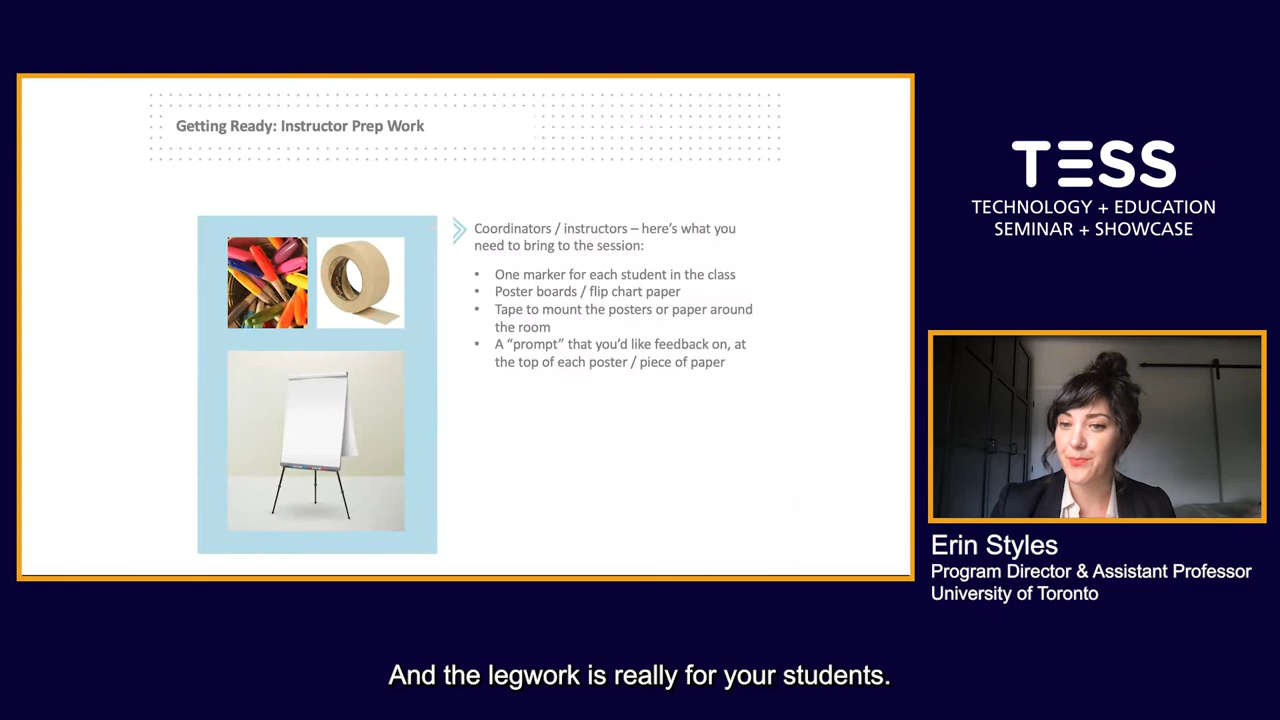 Getting Ready: Instructor Prep Work
Coordinators / instructors – here’s what you
need to bring to the session:
• One marker for each student in the class
• Poster boards / flip chart paper
• Tape to mount the posters or paper around
the room
• A “prompt” that you’d like feedback on, at
the top of each poster / piece of paper
TESS
TECHNOLOGY + EDUCATION
SEMINAR + SHOWCASE
Erin Styles
Program Director & Assistant Professor
University of Toronto
And the legwork is really for your students.